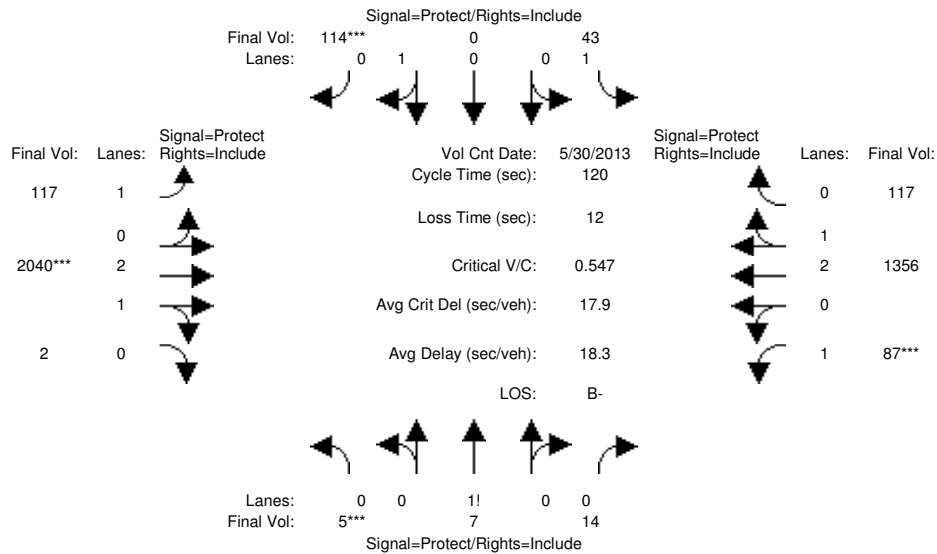 Signal=Protect/Rights=Include
Final Vol: 114*** 0 43
Lanes: 0 1 0 0 1
Signal=Protect Signal=Protect
Final Vol: Lanes: Rights=Include Vol Cnt Date: 5/30/2013 Rights=Include Lanes: Final Vol:
Cycle Time (sec): 120
117 1 0 117
Loss Time (sec): 12
0 1
2040*** 2 Critical V/C: 0.547 2 1356
1 Avg Crit Del (sec/veh): 17.9 0
2 0 Avg Delay (sec/veh): 18.3 1 87***
LOS: B-
Lanes: 0 0 1! 0 0
Final Vol: 5*** 7 14
Signal=Protect/Rights=Include